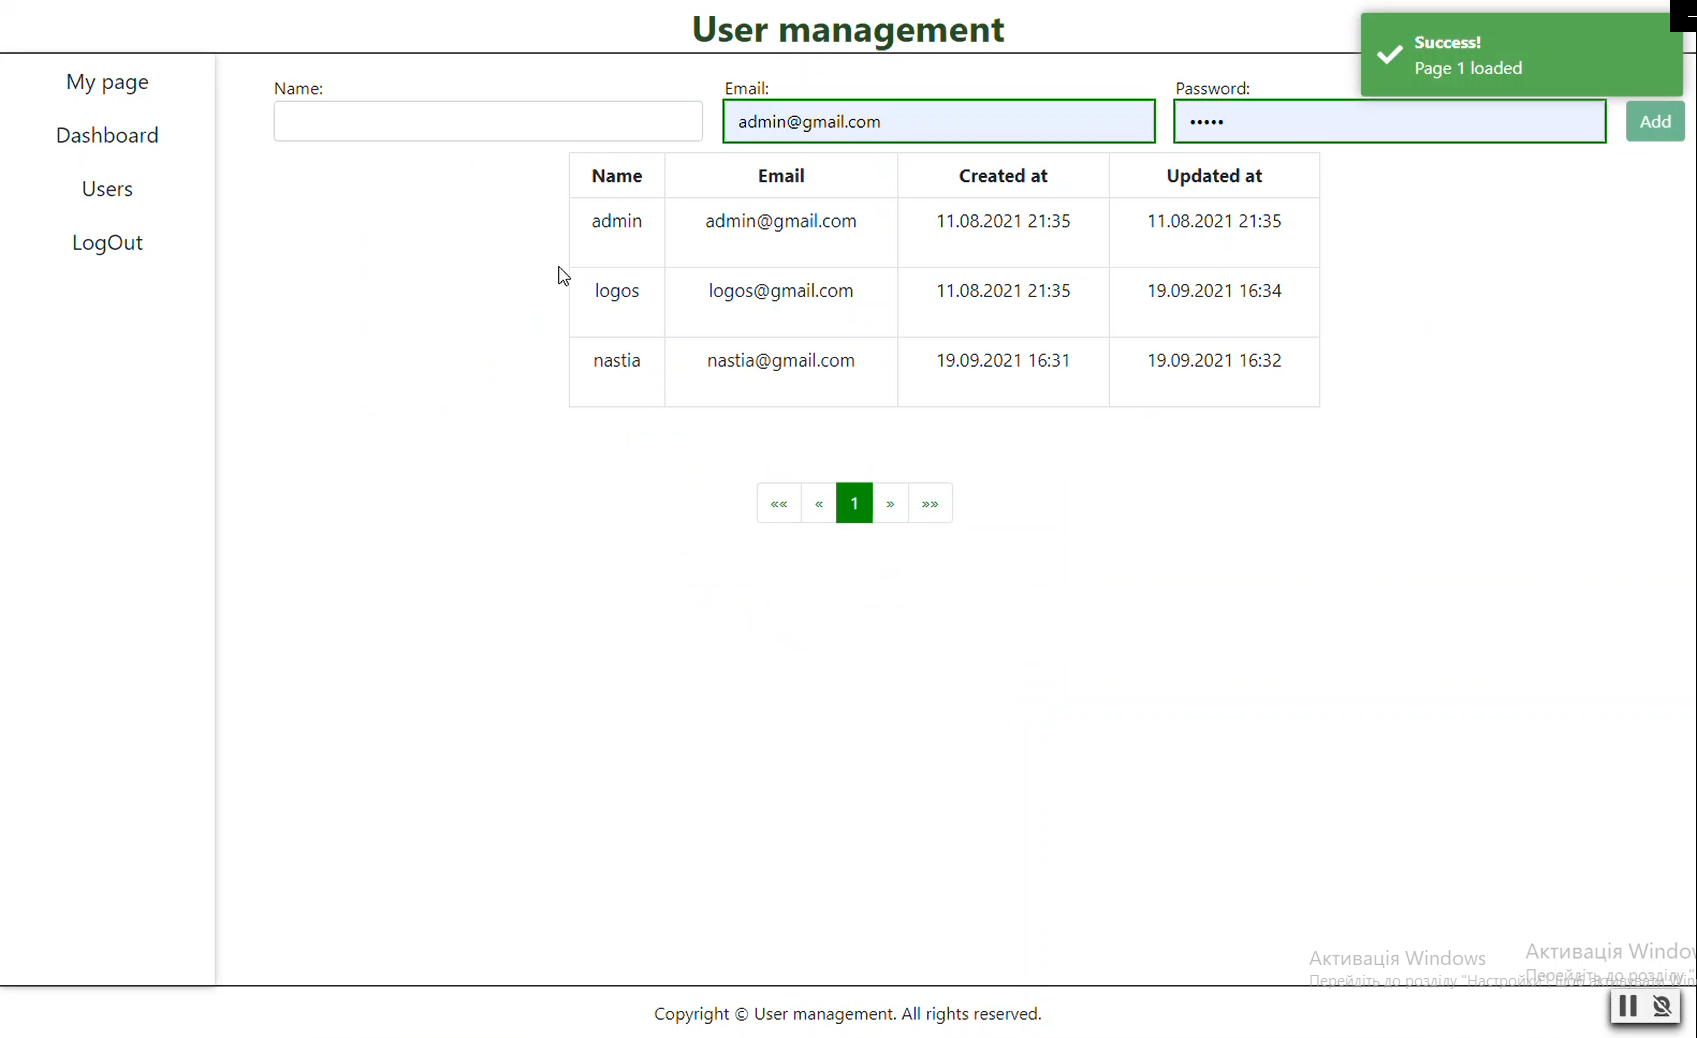 User management
Success!
Page 1 loaded
My page
Dashboard
Users
LogOut
Name:
Email:
Password:
admin@gmail.com
•••••
Add
Name Email Created at Updated at
admin admin@gmail.com 11.08.2021 21:35 11.08.2021 21:35
logos logos@gmail.com 11.08.2021 21:35 19.09.2021 16:34
nastia nastia@gmail.com 19.09.2021 16:31 19.09.2021 16:32
«« « 1 » »»
Активація Windows
Перейдіть до розділу "Настройки
Активація Windo
Перейдіть до розділу "
Copyright © User management. All rights reserved.